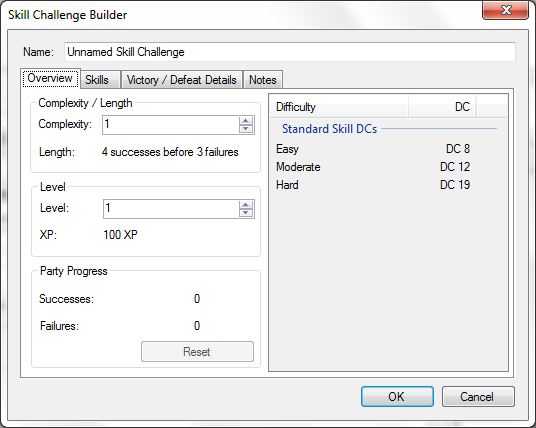 Skill Challenge Builder
Name: Unnamed Skill Challenge
Overview Skills Victory / Defeat Details Notes
Complexity / Length
Complexity: 1
Length: 4 successes before 3 failures
Level
Level: 1
XP: 100 XP
Party Progress
Successes: 0
Failures: 0
Reset
Difficulty DC
Standard Skill DCs
Easy DC 8
Moderate DC 12
Hard DC 19
OK Cancel